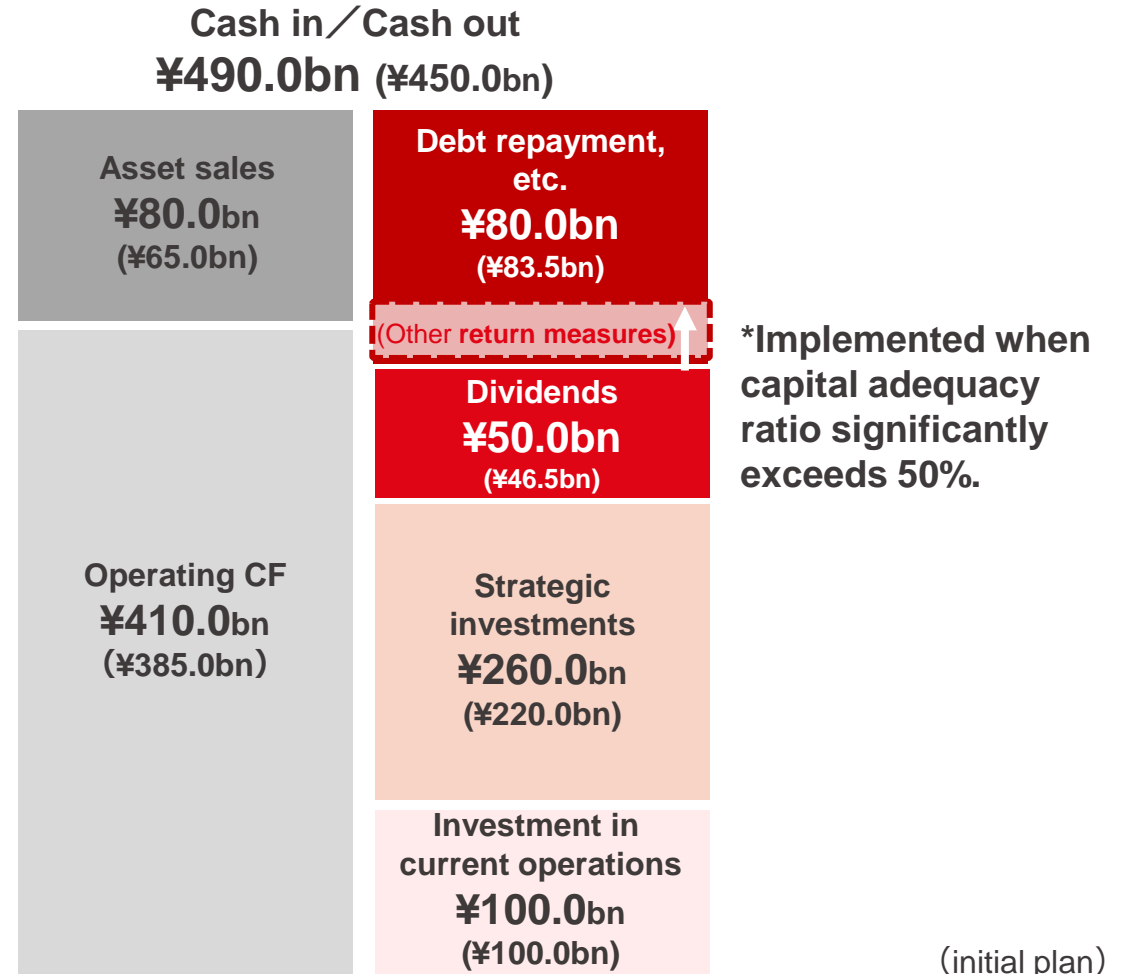 Cash in／Cash out
¥490.0bn (¥450.0bn)
Asset sales
¥80.0bn
(¥65.0bn)
Operating CF
¥410.0bn
（¥385.0bn）
Debt repayment,
etc.
¥80.0bn
(¥83.5bn)
(Other return measures)
Dividends
¥50.0bn
(¥46.5bn)
Strategic
investments
¥260.0bn
(¥220.0bn)
Investment in
current operations
¥100.0bn
(¥100.0bn)
*Implemented when
capital adequacy
ratio significantly
exceeds 50%.
（initial plan）